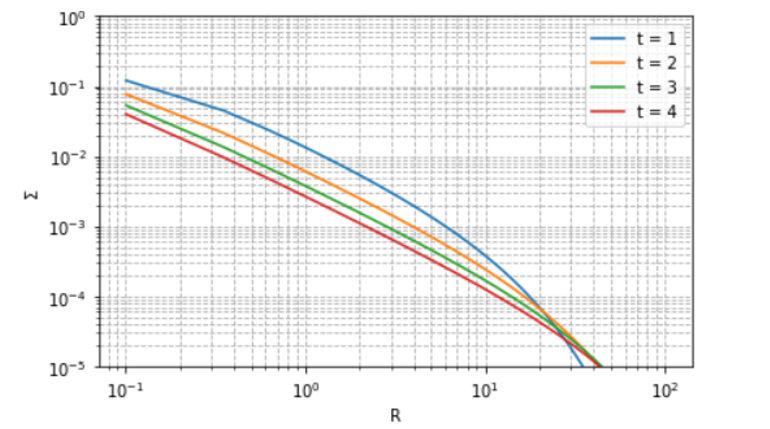 10⁰
10⁻¹
10⁻²
10⁻³
10⁻⁴
10⁻⁵
Σ
t = 1
t = 2
t = 3
t = 4
10⁻¹ 10⁰ 10¹ 10²
R